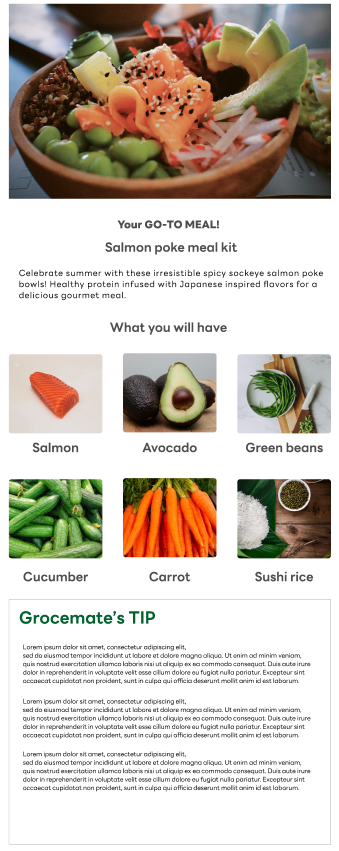 Your GO-TO MEAL!
Salmon poke meal kit
Celebrate summer with these irresistible spicy sockeye salmon poke
bowls! Healthy protein infused with Japanese inspired flavors for a
delicious gourmet meal.
What you will have
Salmon
Avocado
Green beans
Cucumber
Carrot
Sushi rice
Grocemate's TIP
Lorem ipsum dolor sit amet, consectetur adipiscing elit,
sed do eiusmod tempor incididunt ut labore et dolore magna aliqua. Ut enim ad minim veniam,
quis nostrud exercitation ullamco laboris nisi ut aliquip ex ea commodo consequat. Duis aute irure
dolor in reprehenderit in voluptate velit esse cillum dolore eu fugiat nulla pariatur. Excepteur sint
occaecat cupidatat non proident, sunt in culpa qui officia deserunt mollit anim id est laborum.
Lorem ipsum dolor sit amet, consectetur adipiscing elit,
sed do eiusmod tempor incididunt ut labore et dolore magna aliqua. Ut enim ad minim veniam,
quis nostrud exercitation ullamco laboris nisi ut aliquip ex ea commodo consequat. Duis aute irure
dolor in reprehenderit in voluptate velit esse cillum dolore eu fugiat nulla pariatur. Excepteur sint
occaecat cupidatat non proident, sunt in culpa qui officia deserunt mollit anim id est laborum.
Lorem ipsum dolor sit amet, consectetur adipiscing elit,
sed do eiusmod tempor incididunt ut labore et dolore magna aliqua. Ut enim ad minim veniam,
quis nostrud exercitation ullamco laboris nisi ut aliquip ex ea commodo consequat. Duis aute irure
dolor in reprehenderit in voluptate velit esse cillum dolore eu fugiat nulla pariatur. Excepteur sint
occaecat cupidatat non proident, sunt in culpa qui officia deserunt mollit anim id est laborum.